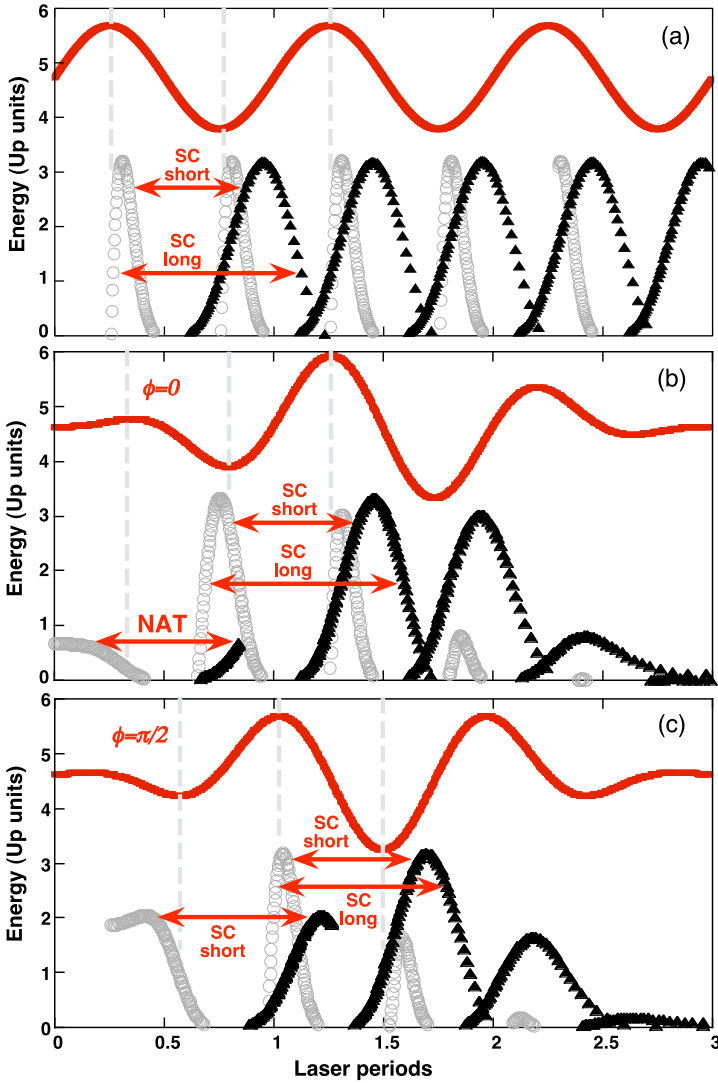 (a)
Energy (Up units)
6
5
4
3
2
1
0
SC
short
SC
long
(b)
ϕ=0
Energy (Up units)
6
5
4
3
2
1
0
SC
short
SC
long
NAT
(c)
ϕ=π/2
Energy (Up units)
6
5
4
3
2
1
0
SC
short
SC
long
SC
short
0 0.5 1 1.5 2 2.5 3
Laser periods